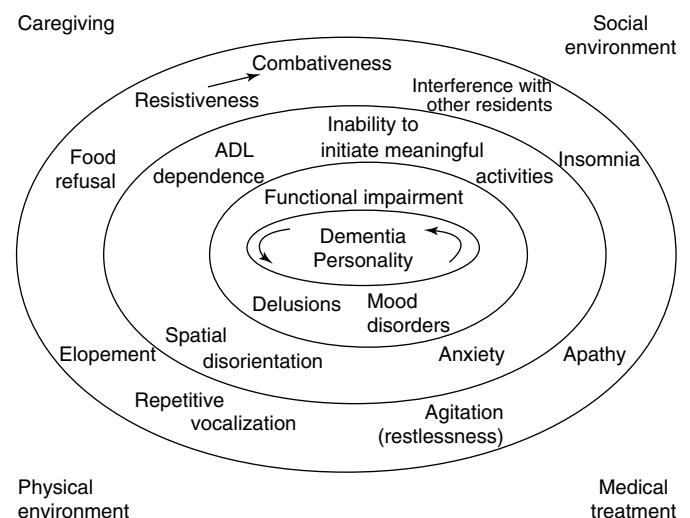 Caregiving
Social
environment
Combativeness
Resistiveness
Interference with
other residents
Inability to
initiate meaningful
activities
ADL
dependence
Food
refusal
Insomnia
Functional impairment
Dementia
Personality
Delusions
Mood
disorders
Spatial
disorientation
Elopement
Anxiety
Apathy
Repetitive
vocalization
Agitation
(restlessness)
Physical
environment
Medical
treatment